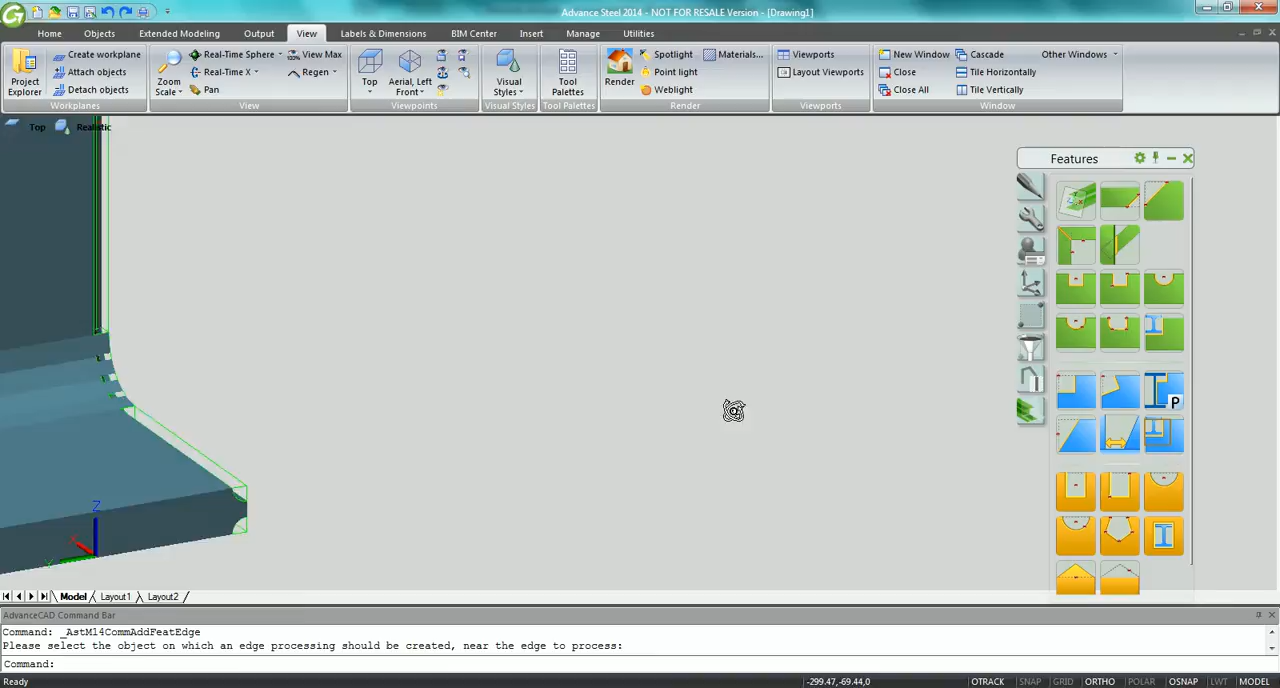 Advance Steel 2014 - NOT FOR RESALE Version - [Drawing1]
Home Objects Extended Modeling Output View Labels & Dimensions BIM Center Insert Manage Utilities
Project Explorer
Create workplane
Attach objects
Detach objects
Workplanes
Zoom Scale
Real-Time Sphere
Real-Time X
Pan
View Max
Regen
View
Top
Aerial, Left Front
Viewpoints
Visual Styles
Visual Styles
Tool Palettes
Tool Palettes
Render
Spotlight
Point light
Weblight
Materials...
Render
Viewports
Layout Viewports
Viewports
New Window
Close
Close All
Cascade
Tile Horizontally
Tile Vertically
Other Windows
Window
Top Realistic
Features
P
Z
X
Y
Model Layout1 Layout2
AdvanceCAD Command Bar
Command: _AstM14CommAddFeatEdge
Please select the object on which an edge processing should be created, near the edge to process:
Command:
Ready
-299.47,-69.44,0
OTRACK SNAP GRID ORTHO POLAR OSNAP LWT MODEL